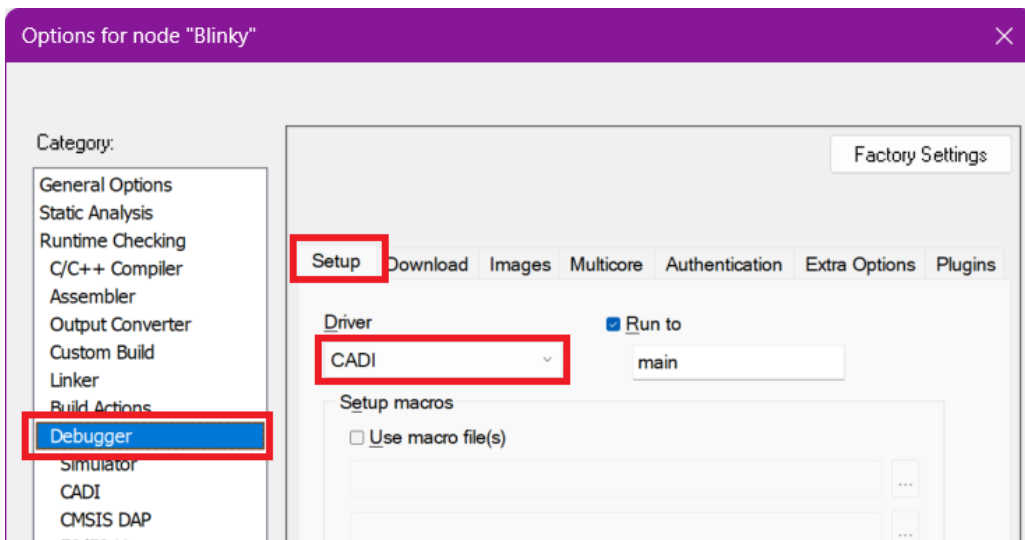 Options for node "Blinky"
Category:
Factory Settings
General Options
Static Analysis
Runtime Checking
C/C++ Compiler
Assembler
Output Converter
Custom Build
Linker
Build Actions
Debugger
Simulator
CADI
CMSIS DAP
Setup Download Images Multicore Authentication Extra Options Plugins
Driver
Run to
CADI
main
Setup macros
Use macro file(s)
...
...